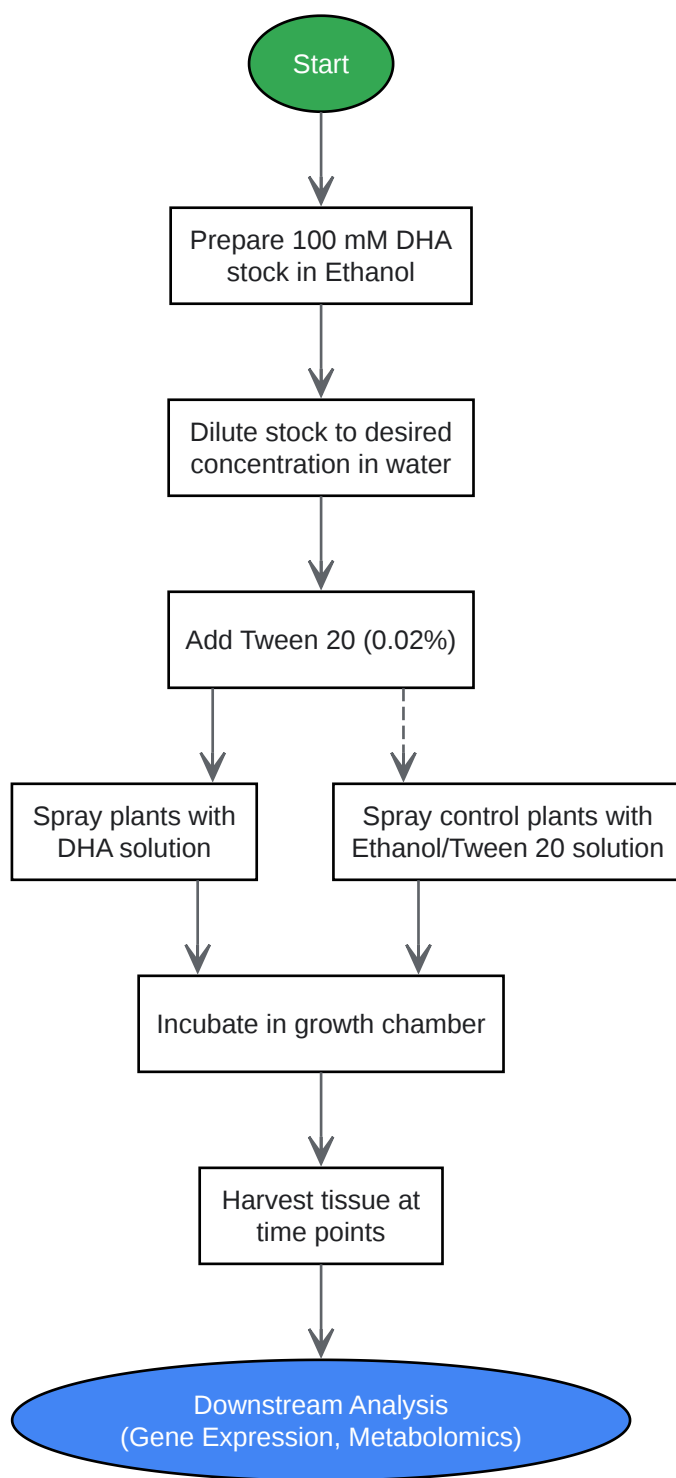 Start
Prepare 100 mM DHA
stock in Ethanol
Dilute stock to desired
concentration in water
Add Tween 20 (0.02%)
Spray plants with
DHA solution
Spray control plants with
Ethanol/Tween 20 solution
Incubate in growth chamber
Harvest tissue at
time points
Downstream Analysis
(Gene Expression, Metabolomics)